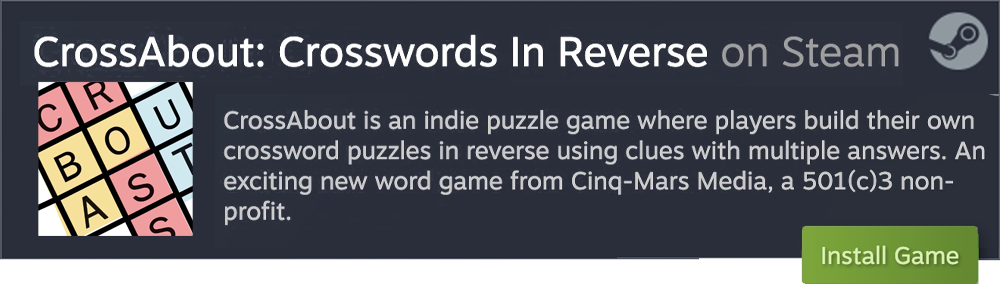 CrossAbout: Crosswords In Reverse on Steam
C R
B O U
A S T
S
CrossAbout is an indie puzzle game where players build their own
crossword puzzles in reverse using clues with multiple answers. An
exciting new word game from Cinq-Mars Media, a 501(c)3 non-
profit.
Install Game